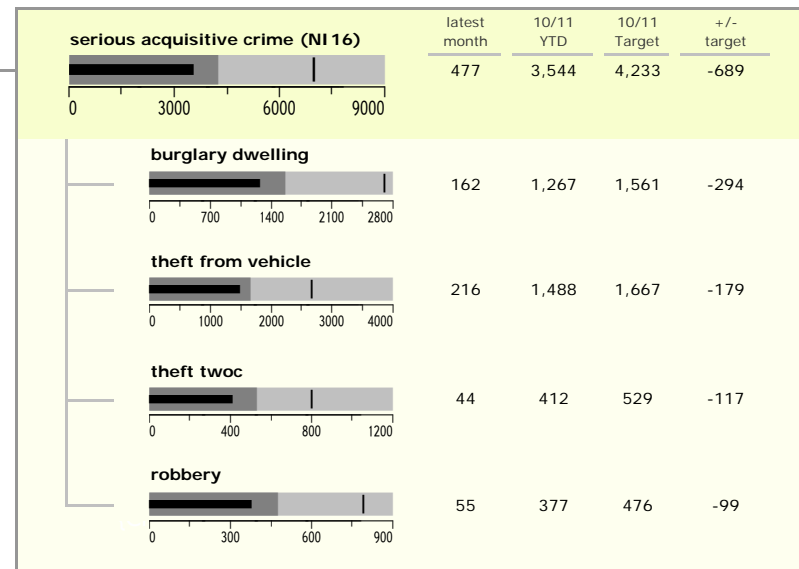 latest 10/11 10/11 +/-
serious acquisitive crime (NI 16) month YTD Target target
477 3,544 4,233 -689
0 3000 6000 9000
burglary dwelling
162 1,267 1,561 -294
0 700 1400 2100 2800
theft from vehicle
216 1,488 1,667 -179
0 1000 2000 3000 4000
theft twoc
44 412 529 -117
0 400 800 1200
robbery
55 377 476 -99
0 300 600 900